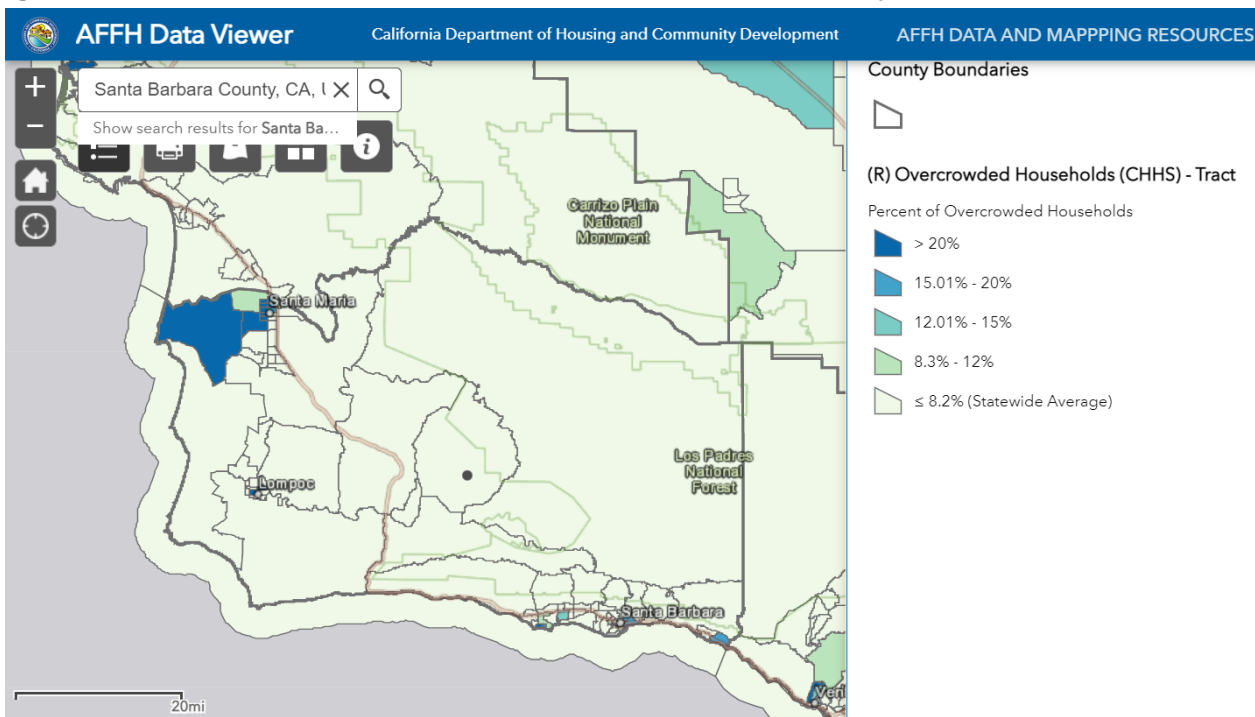 AFFH Data Viewer
California Department of Housing and Community Development
AFFH DATA AND MAPPPING RESOURCES
+
Santa Barbara County, CA, U
Show search results for Santa Ba...
−
County Boundaries
(R) Overcrowded Households (CHHS) - Tract
Percent of Overcrowded Households
> 20%
15.01% - 20%
12.01% - 15%
8.3% - 12%
≤ 8.2% (Statewide Average)
Carrizo Plain
National
Monument
Santa Maria
Los Padres
National
Forest
Lompoc
Santa Barbara
Ven
20mi